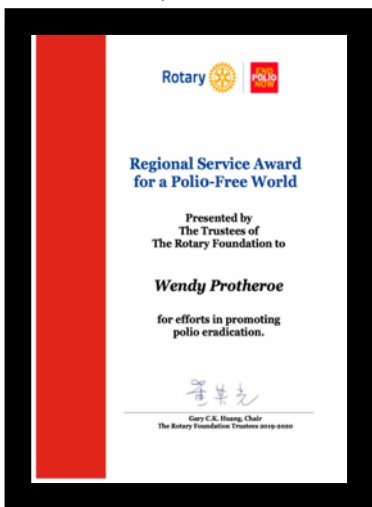 Rotary
END
POLIO
NOW
Regional Service Award
for a Polio-Free World
Presented by
The Trustees of
The Rotary Foundation to
Wendy Protheroe
for efforts in promoting
polio eradication.
Gary C.K. Huang, Chair
The Rotary Foundation Trustees 2019-2020